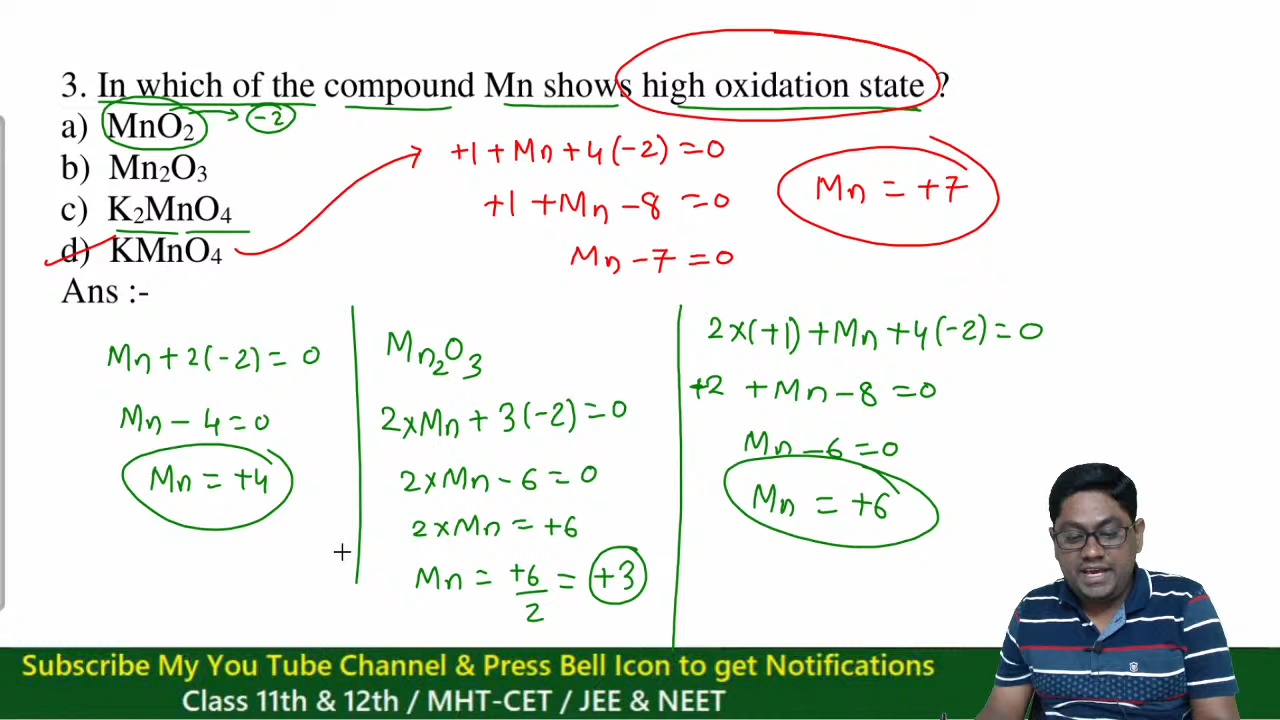 3. In which of the compound Mn shows high oxidation state ?
a) MnO₂ → -2
b) Mn₂O₃
c) K₂MnO₄
d) KMnO₄
Ans :-
+1 + Mn + 4(-2) = 0
+1 + Mn - 8 = 0
Mn - 7 = 0
Mn = +7
Mn + 2(-2) = 0
Mn - 4 = 0
Mn = +4
Mn₂O₃
2×Mn + 3(-2) = 0
2×Mn - 6 = 0
2×Mn = +6
Mn = +6/2 = +3
2×(+1) + Mn + 4(-2) = 0
+2 + Mn - 8 = 0
Mn - 6 = 0
Mn = +6
Subscribe My You Tube Channel & Press Bell Icon to get Notifications
Class 11th & 12th / MHT-CET / JEE & NEET